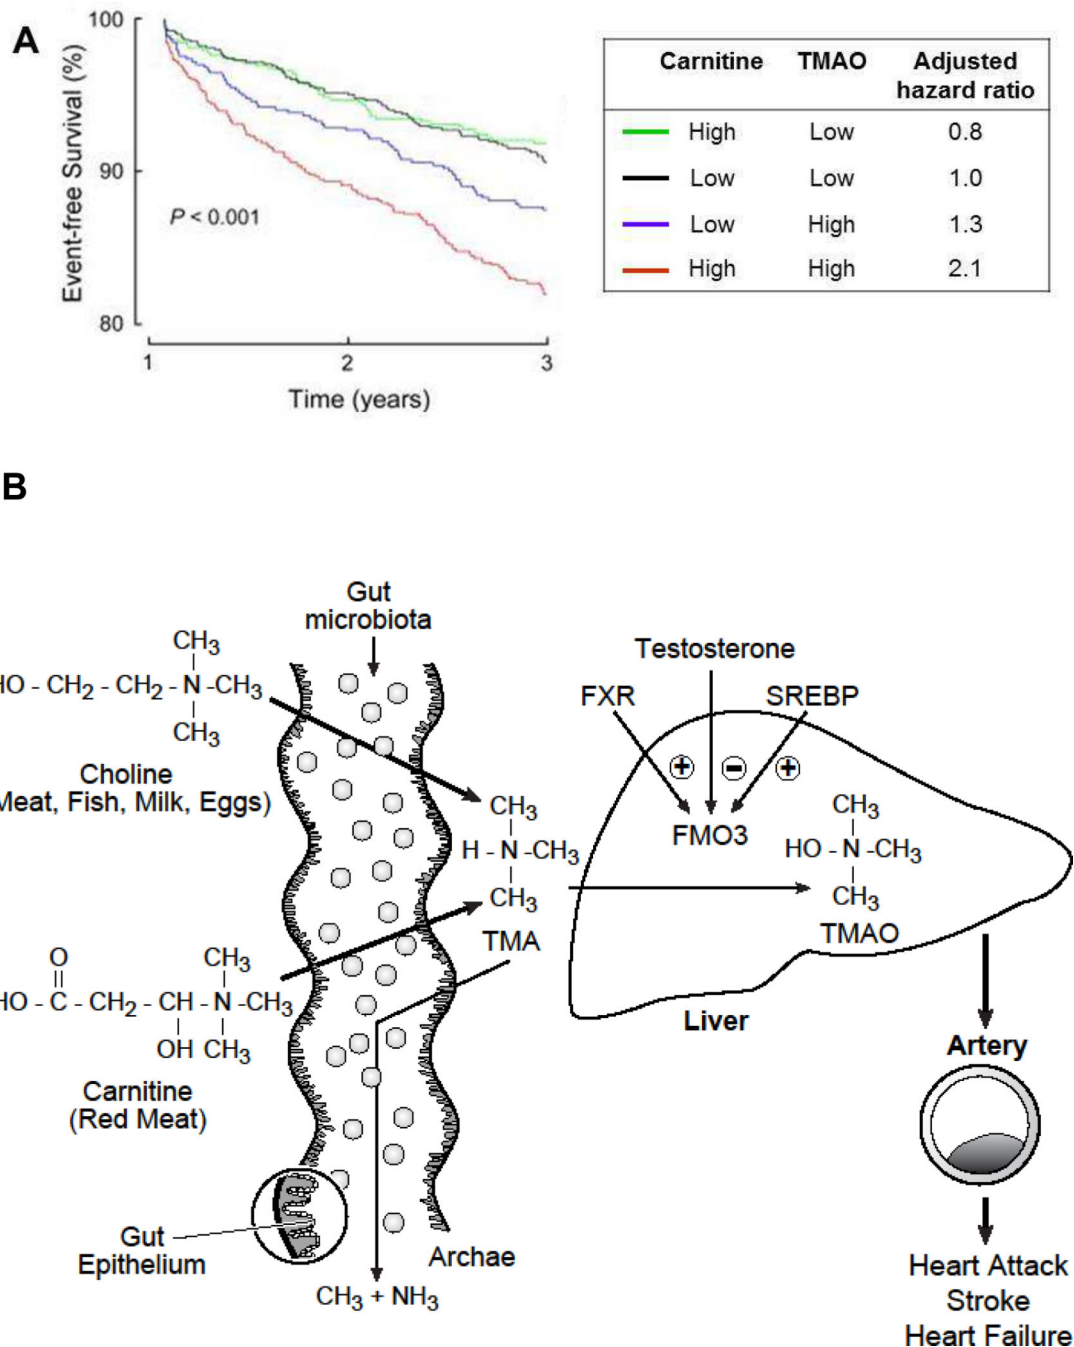 A
Event-free Survival (%)
100
90
80
P < 0.001
1 2 3
Time (years)
Carnitine TMAO Adjusted
hazard ratio
High Low 0.8
Low Low 1.0
Low High 1.3
High High 2.1
B
Gut
microbiota
CH3
HO - CH2 - CH2 - N -CH3
CH3
Choline
Meat, Fish, Milk, Eggs)
Testosterone
FXR SREBP
+ - +
FMO3
CH3
H - N -CH3
CH3
TMA
CH3
HO - N -CH3
CH3
TMAO
Liver
O CH3
HO - C - CH2 - CH - N -CH3
OH CH3
Carnitine
(Red Meat)
Artery
Gut
Epithelium
Archae
CH3 + NH3
Heart Attack
Stroke
Heart Failure